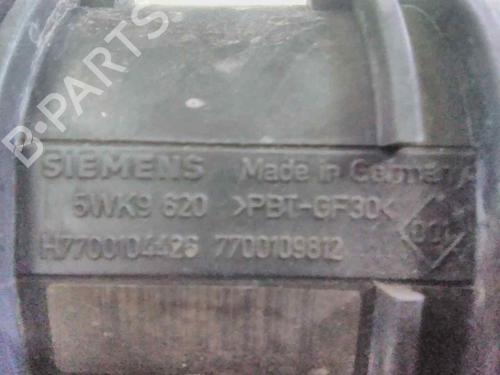 B-PARTS
SIEMENS Made in Germany
5WK9 620 >PBT-GF30<
H7700104426 7700109812